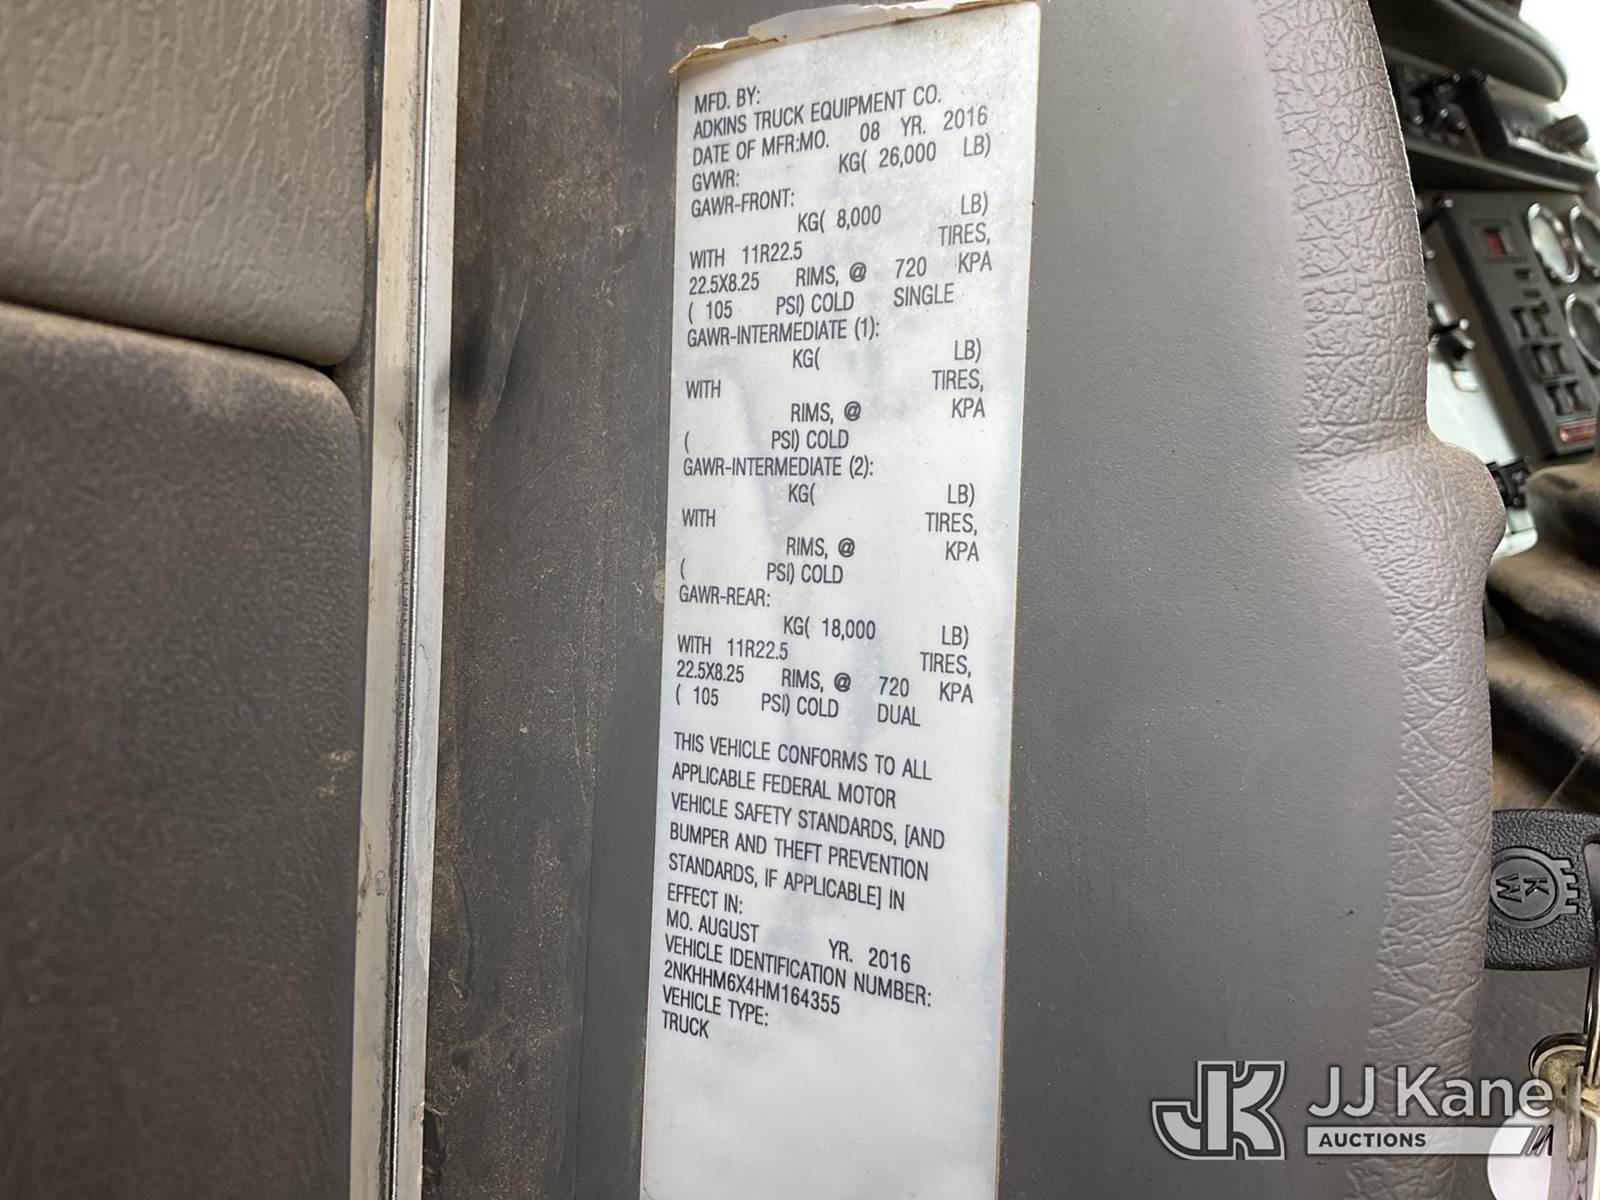 MFD. BY:
ADKINS TRUCK EQUIPMENT CO.
DATE OF MFR:MO. 08 YR. 2016
GVWR: KG( 26,000 LB)
GAWR-FRONT:
KG( 8,000 LB)
WITH 11R22.5 TIRES,
22.5X8.25 RIMS, @ 720 KPA
( 105 PSI) COLD SINGLE
GAWR-INTERMEDIATE (1):
KG( LB)
WITH TIRES,
RIMS, @ KPA
( PSI) COLD
GAWR-INTERMEDIATE (2):
KG( LB)
WITH TIRES,
RIMS, @ KPA
( PSI) COLD
GAWR-REAR:
KG( 18,000 LB)
WITH 11R22.5 TIRES,
22.5X8.25 RIMS, @ 720 KPA
( 105 PSI) COLD DUAL
THIS VEHICLE CONFORMS TO ALL
APPLICABLE FEDERAL MOTOR
VEHICLE SAFETY STANDARDS, [AND
BUMPER AND THEFT PREVENTION
STANDARDS, IF APPLICABLE] IN
EFFECT IN:
MO. AUGUST YR. 2016
VEHICLE IDENTIFICATION NUMBER:
2NKHHM6X4HM164355
VEHICLE TYPE:
TRUCK
KW
JK JJ Kane
AUCTIONS